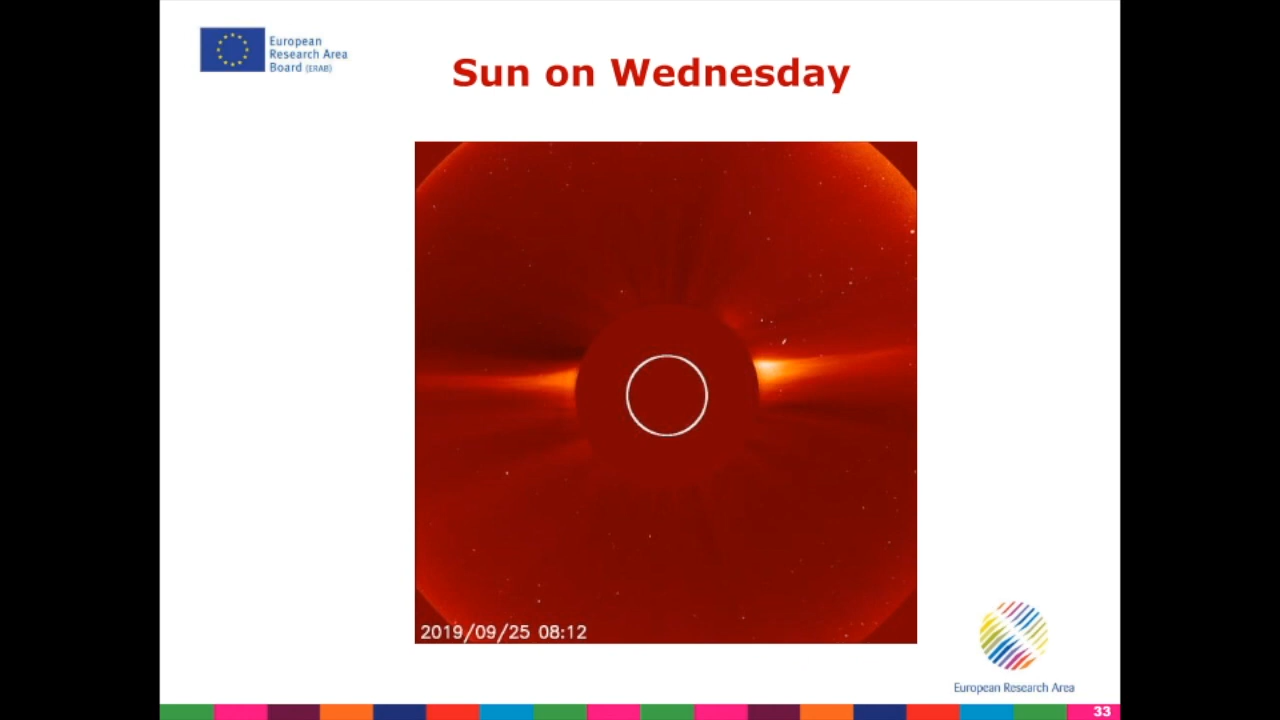 European
Research Area
Board (ERAB)
Sun on Wednesday
2019/09/25 08:12
European Research Area
33